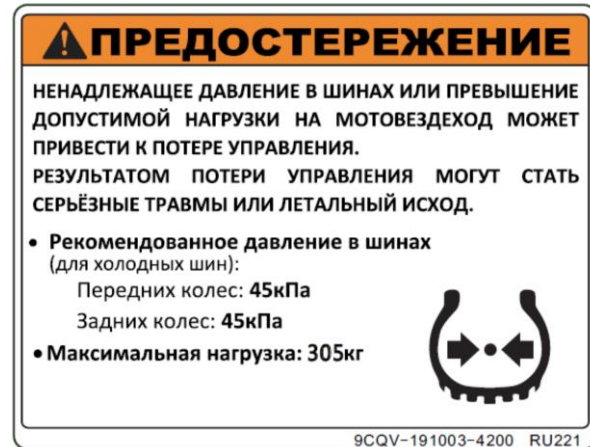 ПРЕДОСТЕРЕЖЕНИЕ
НЕНАДЛЕЖАЩЕЕ ДАВЛЕНИЕ В ШИНАХ ИЛИ ПРЕВЫШЕНИЕ
ДОПУСТИМОЙ НАГРУЗКИ НА МОТОВЕЗДЕХОД МОЖЕТ
ПРИВЕСТИ К ПОТЕРЕ УПРАВЛЕНИЯ.
РЕЗУЛЬТАТОМ ПОТЕРИ УПРАВЛЕНИЯ МОГУТ СТАТЬ
СЕРЬЁЗНЫЕ ТРАВМЫ ИЛИ ЛЕТАЛЬНЫЙ ИСХОД.
• Рекомендованное давление в шинах
(для холодных шин):
Передних колес: 45кПа
Задних колес: 45кПа
• Максимальная нагрузка: 305кг
9CQV-191003-4200 RU221